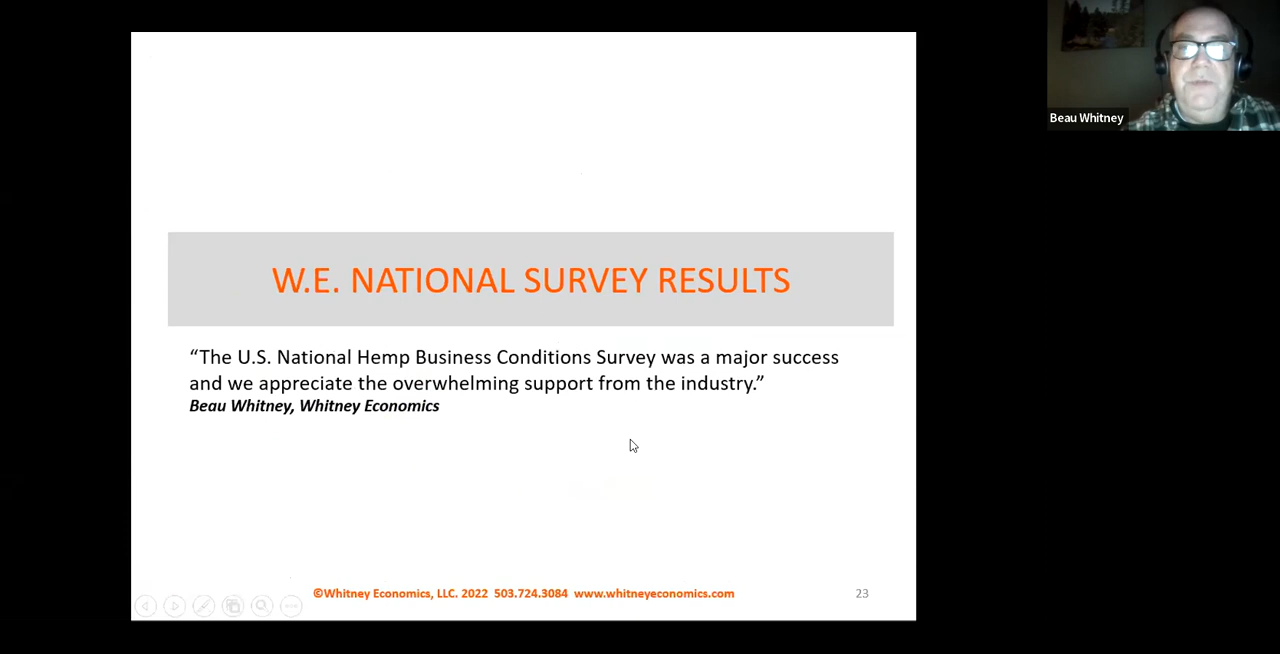 Beau Whitney
W.E. NATIONAL SURVEY RESULTS
“The U.S. National Hemp Business Conditions Survey was a major success
and we appreciate the overwhelming support from the industry.”
Beau Whitney, Whitney Economics
©Whitney Economics, LLC. 2022 503.724.3084 www.whitneyeconomics.com
23